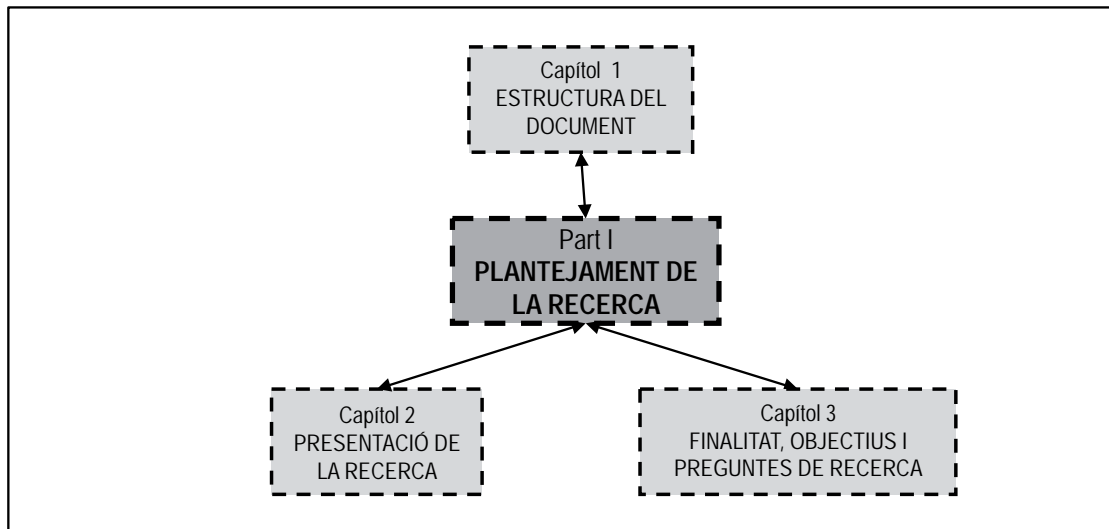 Capítol 1
ESTRUCTURA DEL
DOCUMENT
Part I
PLANTEJAMENT DE
LA RECERCA
Capítol 2
PRESENTACIÓ DE
LA RECERCA
Capítol 3
FINALITAT, OBJECTIUS I
PREGUNTES DE RECERCA